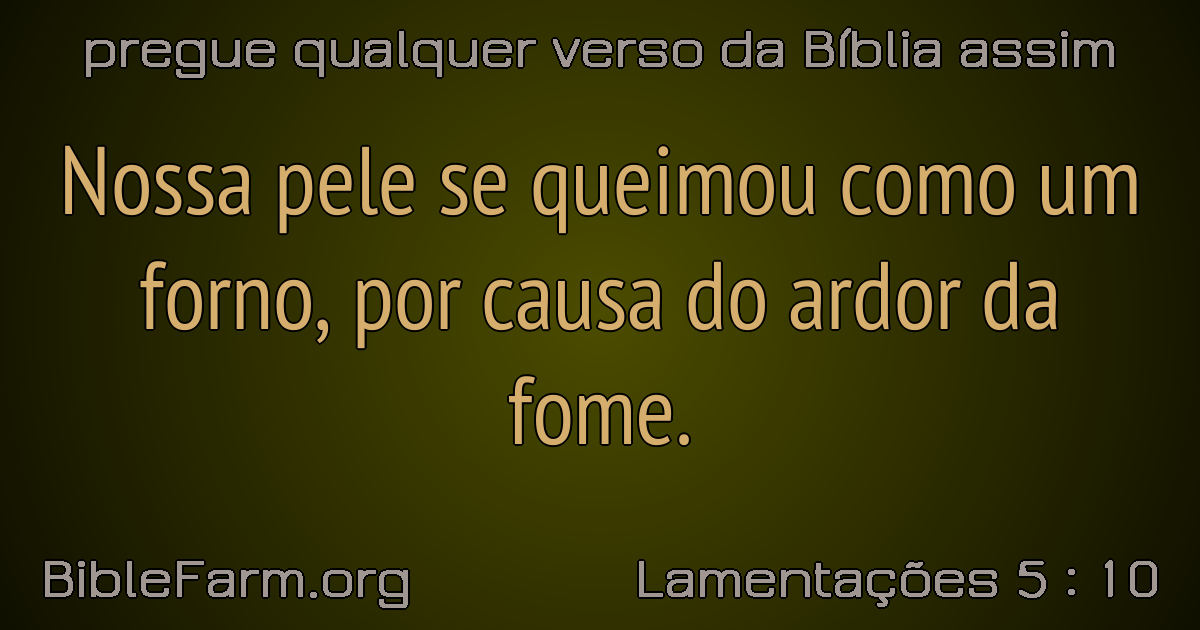 pregue qualquer verso da Bíblia assim
Nossa pele se queimou como um
forno, por causa do ardor da
fome.
BibleFarm.org
Lamentações 5 : 10